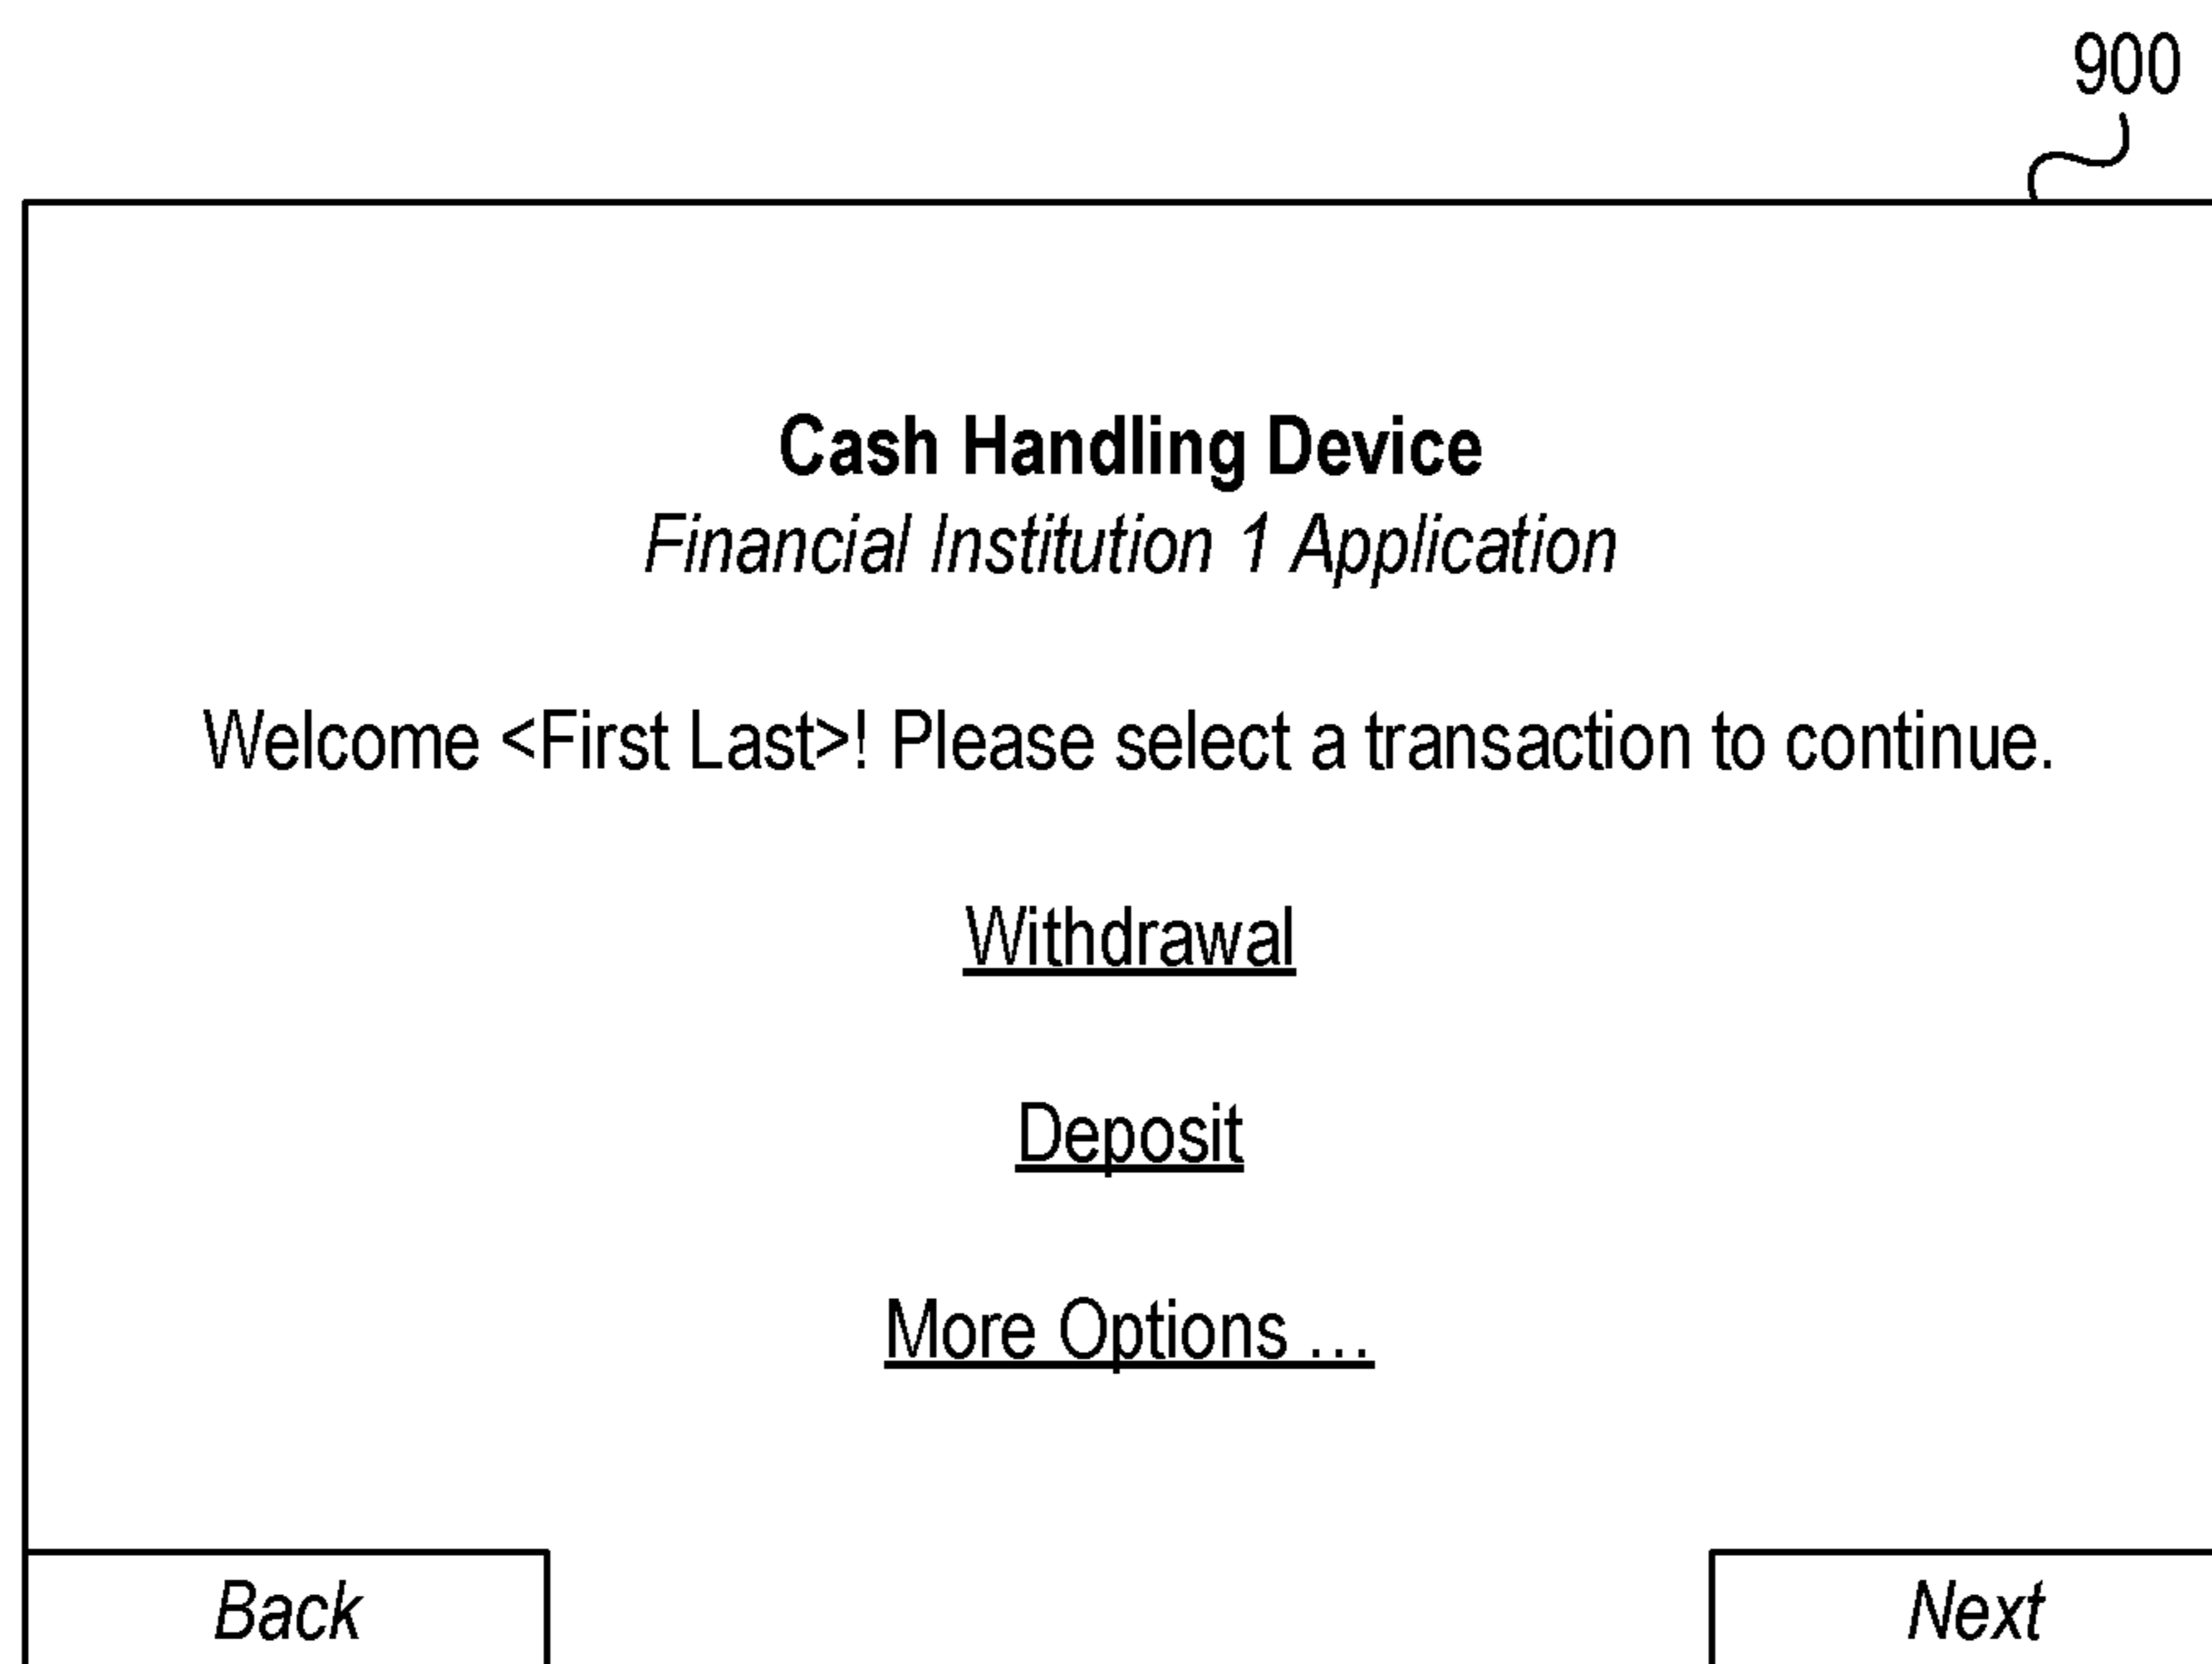 900
Cash Handling Device
Financial Institution 1 Application
Welcome <First Last>! Please select a transaction to continue.
Withdrawal
Deposit
More Options ...
Back
Next